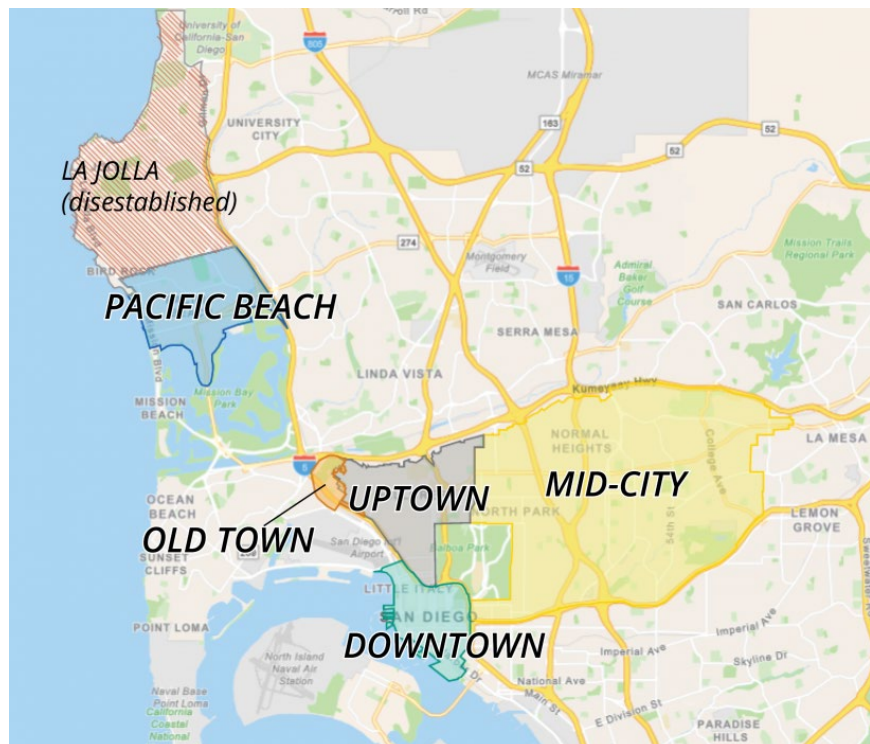 University of
California-San
Diego
805
MCAS Miramar
UNIVERSITY
CITY
163
52
52
52
LA JOLLA
(disestablished)
274
Montgomery
Field
15
Mission Trails
Regional Park
Admiral
Baker
Golf
Course
BIRD ROCK
PACIFIC BEACH
SAN CARLOS
SERRA MESA
LINDA VISTA
Kumeyaay Hwy
Mission Blvd
Mission Bay
Park
MISSION
BEACH
NORMAL
HEIGHTS
College Ave
LA MESA
5
UPTOWN
MID-CITY
NORTH PARK
54th St
OCEAN
BEACH
OLD TOWN
LEMON
GROVE
San Diego Int'l
Airport
Balboa Park
SUNSET
CLIFFS
LITTLE ITALY
SAN DIEGO
POINT LOMA
DOWNTOWN
Imperial Ave
Imperial Ave
Skyline Dr
North Island
Naval Air
Station
Dr
National Ave
Main St
Naval Base
Point Loma
California
Coastal
National
E Division St
PARADISE
HILLS